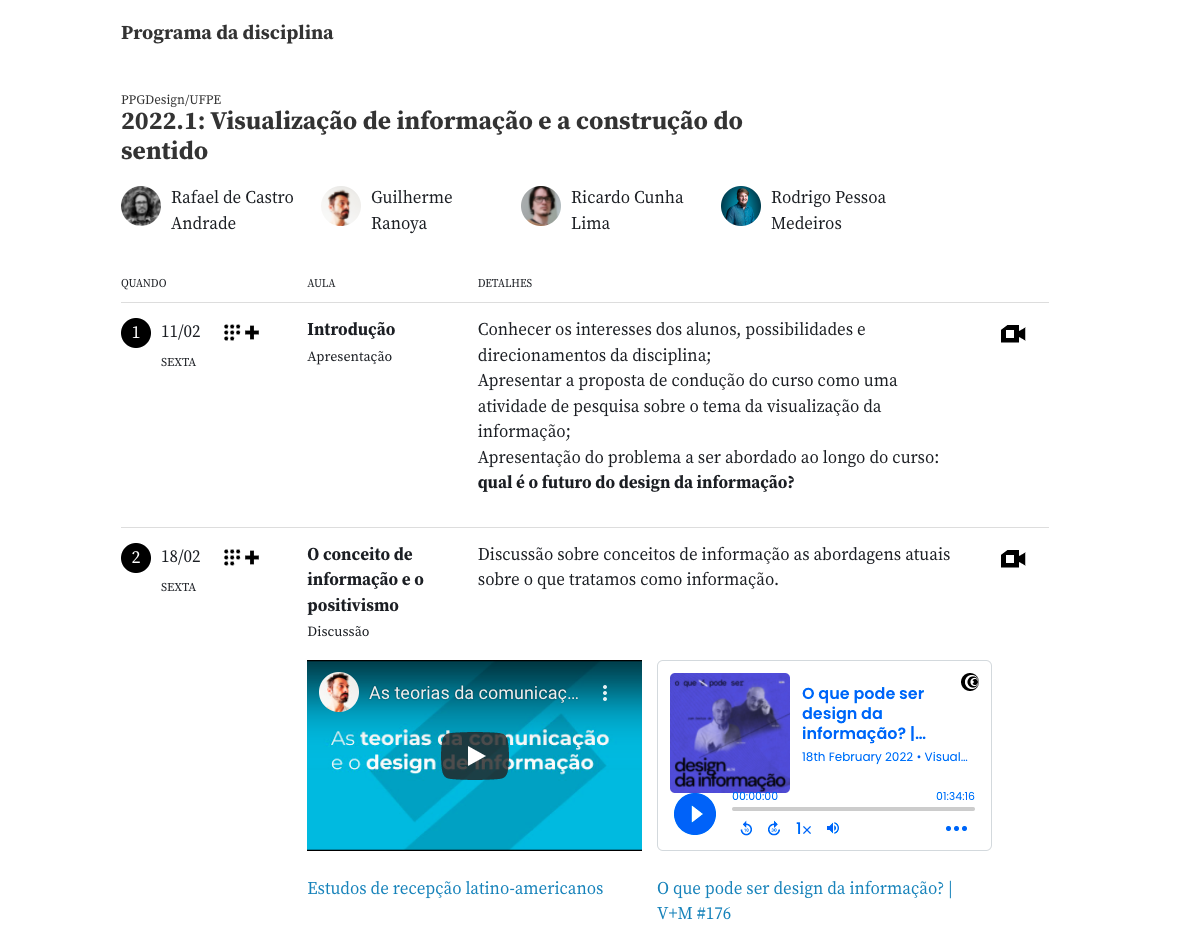 Programa da disciplina
PPGDesign/UFPE
2022.1: Visualização de informação e a construção do
sentido
Rafael de Castro
Andrade
Guilherme
Ranoya
Ricardo Cunha
Lima
Rodrigo Pessoa
Medeiros
QUANDO
AULA
DETALHES
1
11/02
SEXTA
Introdução
Apresentação
Conhecer os interesses dos alunos, possibilidades e
direcionamentos da disciplina;
Apresentar a proposta de condução do curso como uma
atividade de pesquisa sobre o tema da visualização da
informação;
Apresentação do problema a ser abordado ao longo do curso:
qual é o futuro do design da informação?
2
18/02
SEXTA
O conceito de
informação e o
positivismo
Discussão
Discussão sobre conceitos de informação as abordagens atuais
sobre o que tratamos como informação.
As teorias da comunicaç...
As teorias da comunicação
e o design de informação
o que pode ser
design
da informação
O que pode ser
design da
informação? |...
18th February 2022 • Visual...
00:00:00
01:34:16
1×
Estudos de recepção latino-americanos
O que pode ser design da informação? |
V+M #176